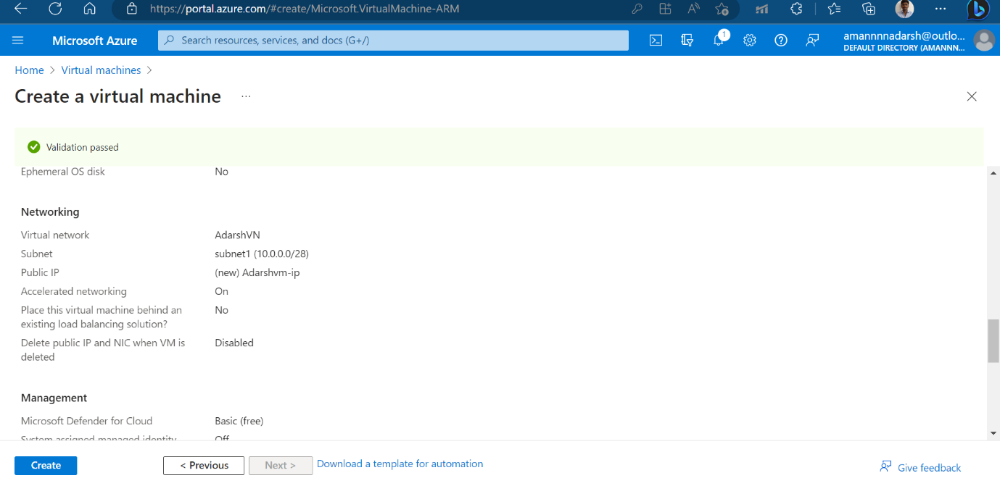 https://portal.azure.com/#create/Microsoft.VirtualMachine-ARM
Microsoft Azure
Search resources, services, and docs (G+/)
1
amannnnadarsh@outlo...
DEFAULT DIRECTORY (AMANNN...
Home > Virtual machines >
Create a virtual machine ...
Validation passed
Ephemeral OS disk No
Networking
Virtual network AdarshVN
Subnet subnet1 (10.0.0.0/28)
Public IP (new) Adarshvm-ip
Accelerated networking On
Place this virtual machine behind an No
existing load balancing solution?
Delete public IP and NIC when VM is Disabled
deleted
Management
Microsoft Defender for Cloud Basic (free)
System assigned managed identity Off
Create < Previous Next > Download a template for automation Give feedback